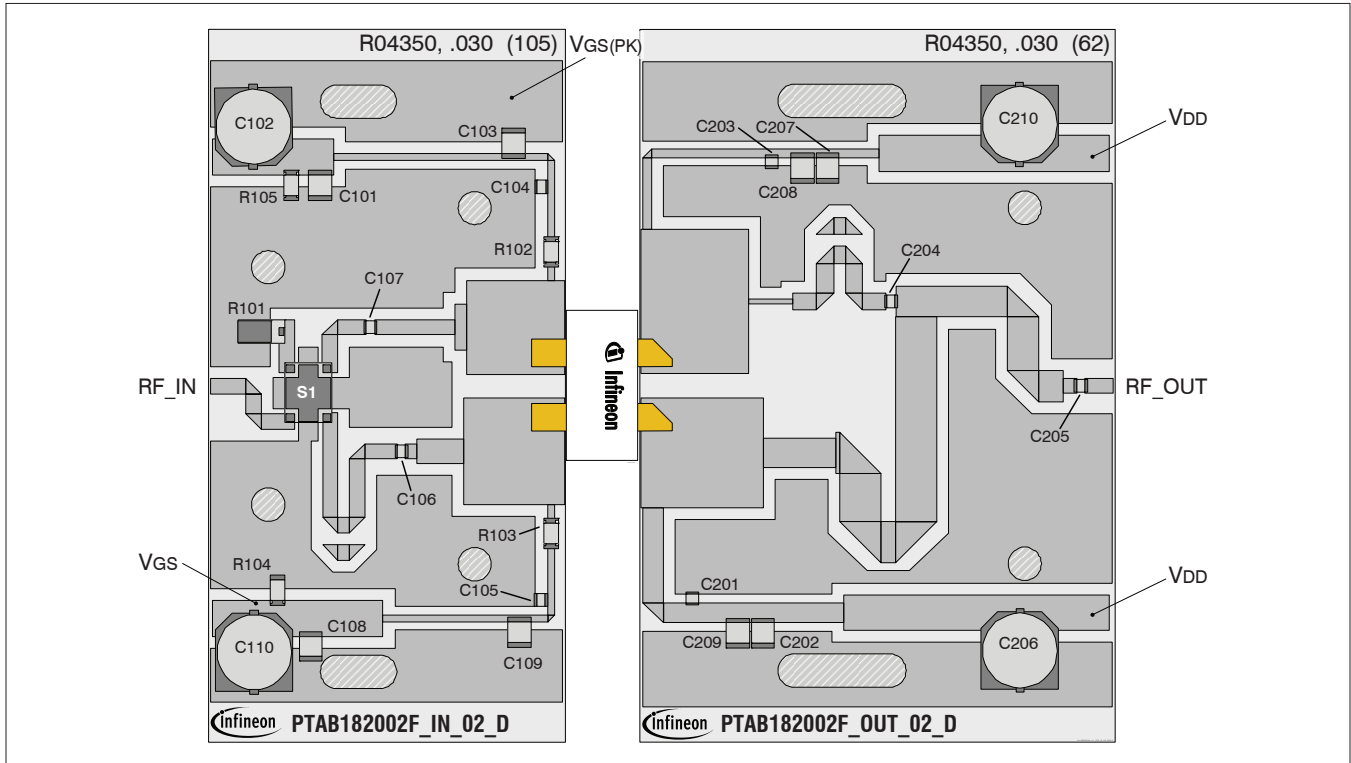 R04350, .030 (105)
VGS(PK)
R04350, .030 (62)
C102
C103
C203
C207
C210
VDD
R105
C101
C104
C208
R102
C107
C204
R101
RF_IN
S1
Infineon
RF_OUT
C205
C106
R103
VGS
R104
C105
C201
VDD
C110
C108
C109
C209
C202
C206
infineon
PTAB182002F_IN_02_D
infineon
PTAB182002F_OUT_02_D